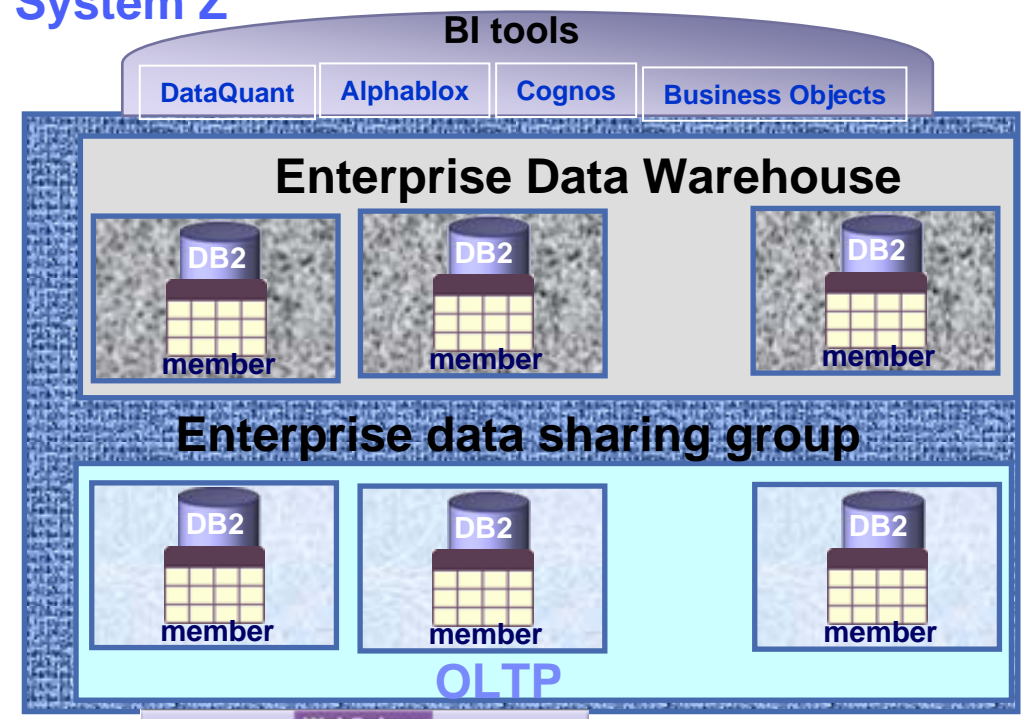 System Z
BI tools
DataQuant Alphablox Cognos Business Objects
Enterprise Data Warehouse
DB2 DB2 DB2
member member member
Enterprise data sharing group
DB2 DB2 DB2
member member member
OLTP